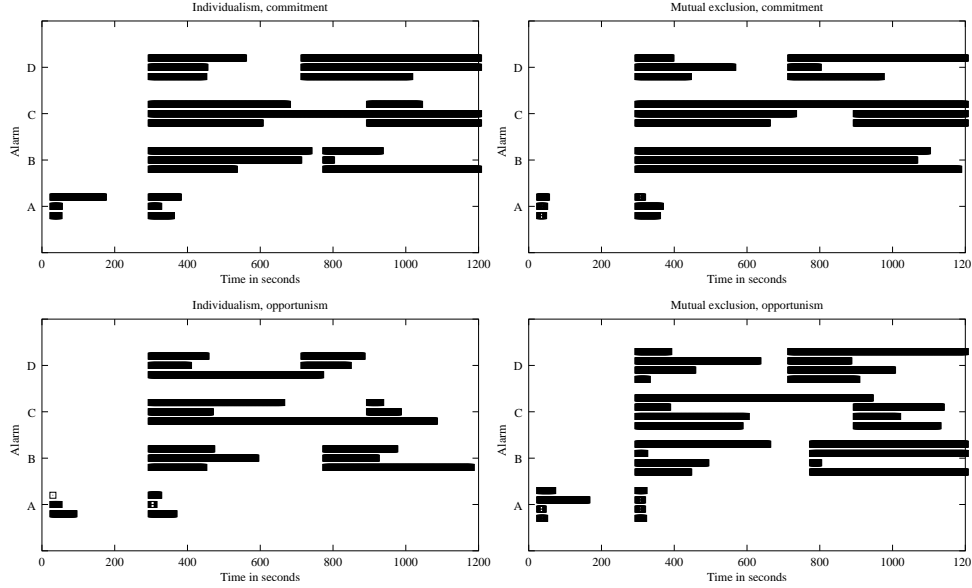 Individualism, commitment
D
C
B
A
Alarm
0 200 400 600 800 1000 1200
Time in seconds
Mutual exclusion, commitment
D
C
B
A
Alarm
0 200 400 600 800 1000 120
Time in seconds
Individualism, opportunism
D
C
B
A
Alarm
0 200 400 600 800 1000 1200
Time in seconds
Mutual exclusion, opportunism
D
C
B
A
Alarm
0 200 400 600 800 1000 120
Time in seconds